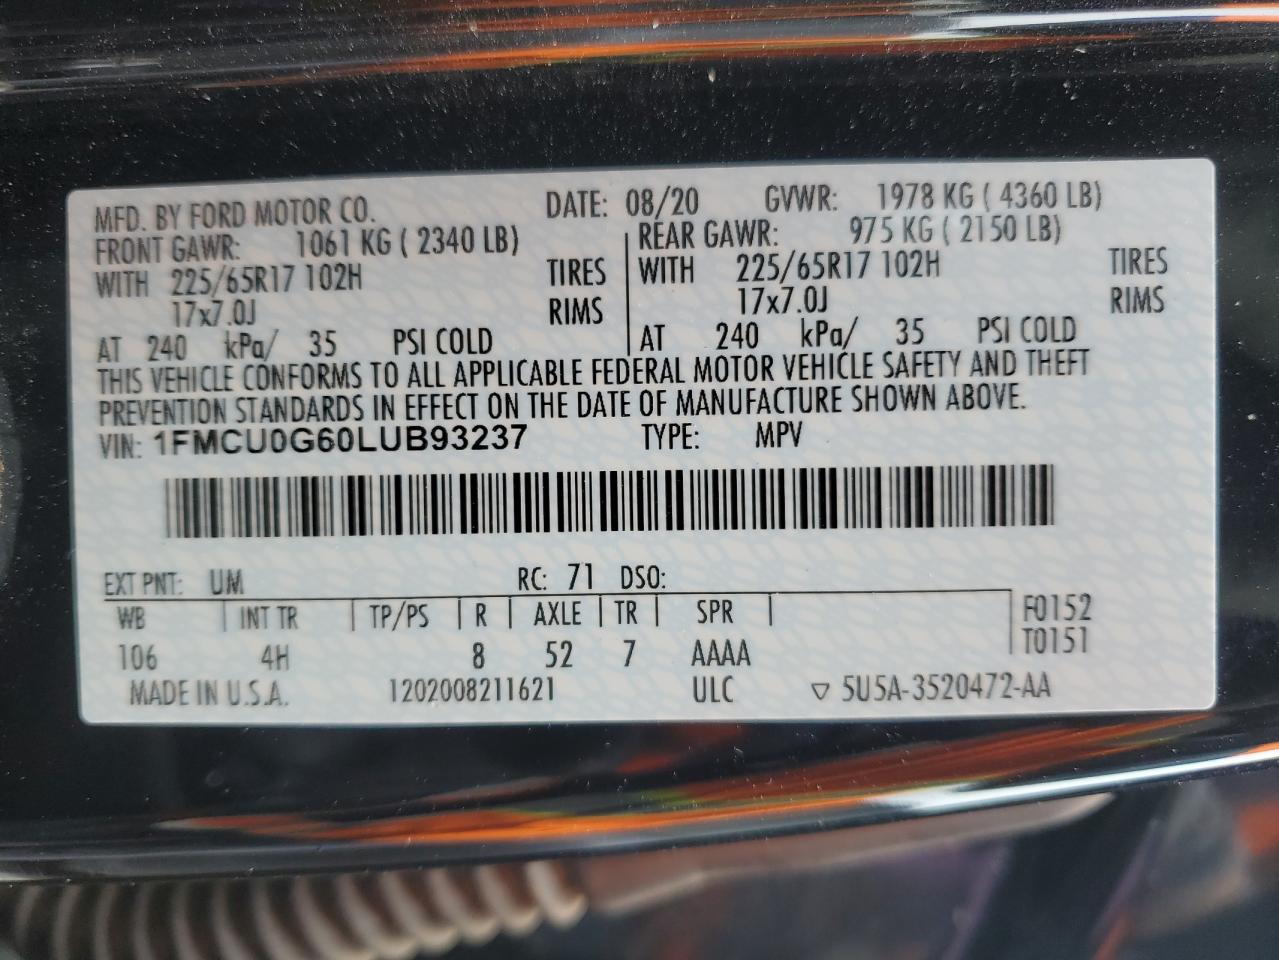 MFD. BY FORD MOTOR CO. DATE: 08/20 GVWR: 1978 KG ( 4360 LB)
FRONT GAWR: 1061 KG ( 2340 LB) REAR GAWR: 975 KG ( 2150 LB)
WITH 225/65R17 102H TIRES WITH 225/65R17 102H TIRES
17x7.0J RIMS 17x7.0J RIMS
AT 240 kPa/ 35 PSI COLD AT 240 kPa/ 35 PSI COLD
THIS VEHICLE CONFORMS TO ALL APPLICABLE FEDERAL MOTOR VEHICLE SAFETY AND THEFT
PREVENTION STANDARDS IN EFFECT ON THE DATE OF MANUFACTURE SHOWN ABOVE.
VIN: 1FMCU0G60LUB93237 TYPE: MPV
EXT PNT: UM RC: 71 DSO:
WB INT TR TP/PS R AXLE TR SPR F0152
106 4H 8 52 7 AAAA T0151
MADE IN U.S.A. 1202008211621 ULC ▽ 5U5A-3520472-AA